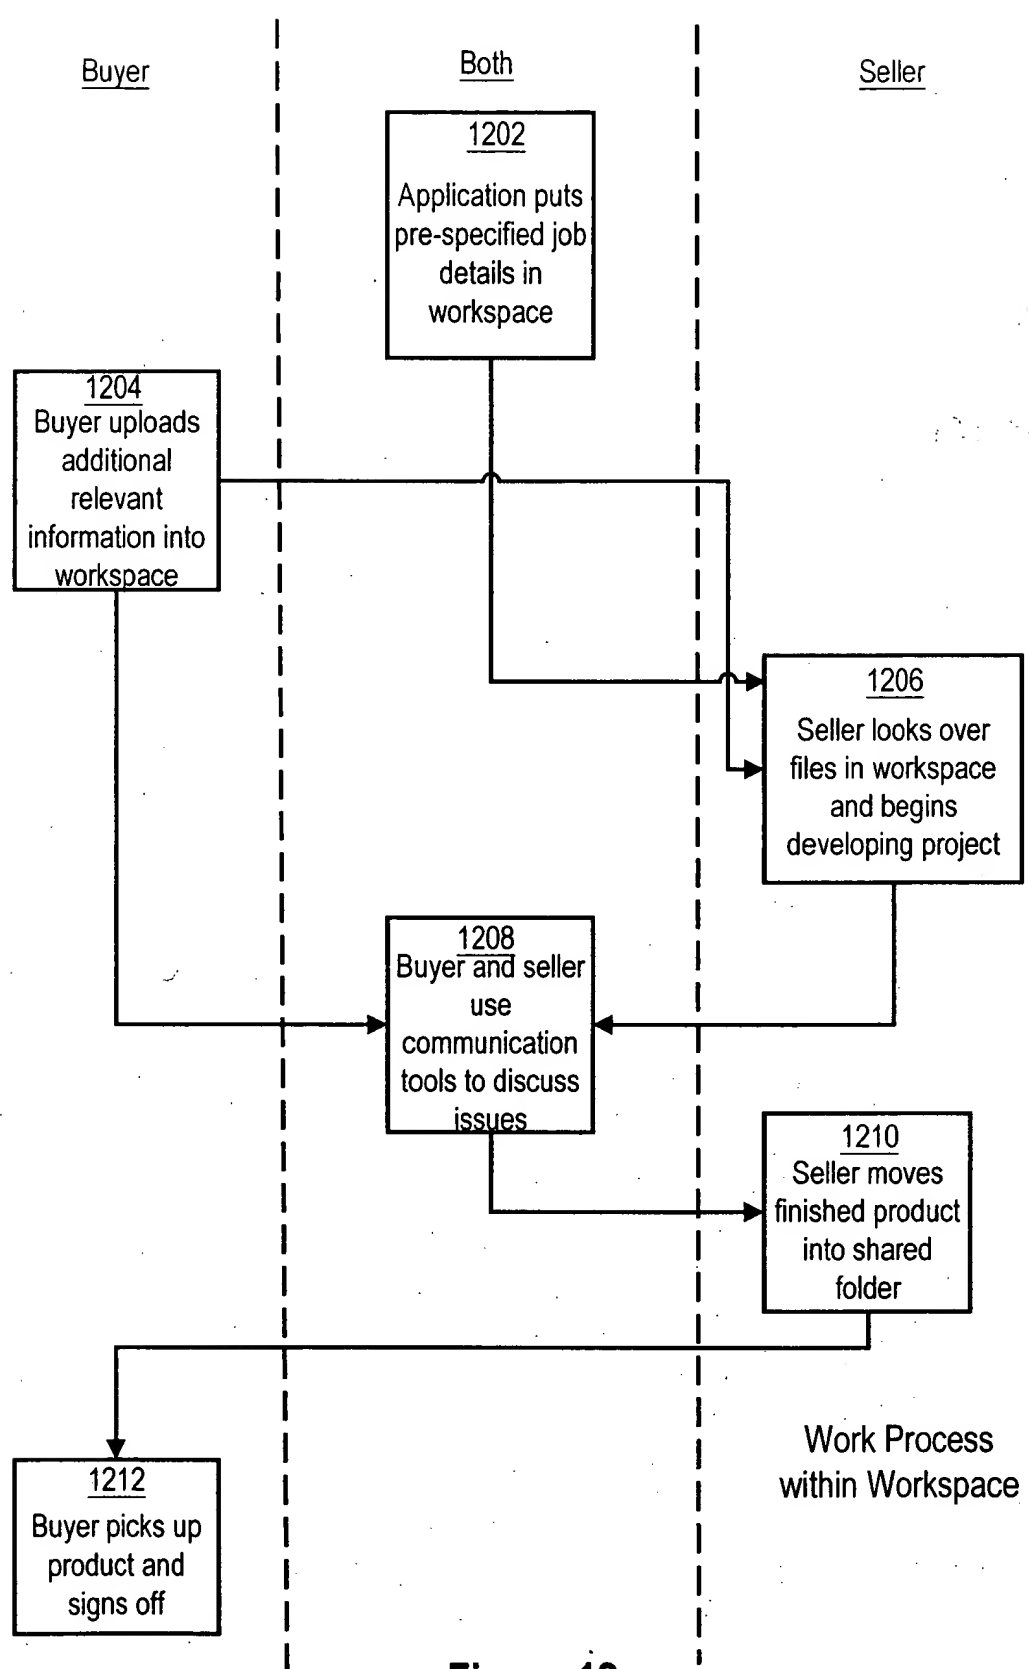 Buyer
Both
Seller
1202
Application puts
pre-specified job
details in
workspace
1204
Buyer uploads
additional
relevant
information into
workspace
1206
Seller looks over
files in workspace
and begins
developing project
1208
Buyer and seller
use
communication
tools to discuss
issues
1210
Seller moves
finished product
into shared
folder
Work Process
within Workspace
1212
Buyer picks up
product and
signs off